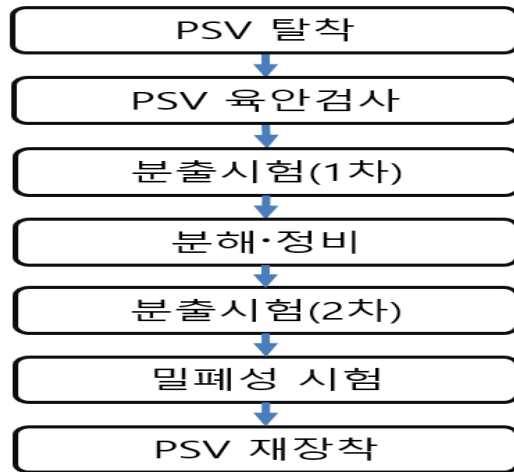 PSV 탈착
PSV 육안검사
분출시험(1차)
분해·정비
분출시험(2차)
밀폐성 시험
PSV 재장착